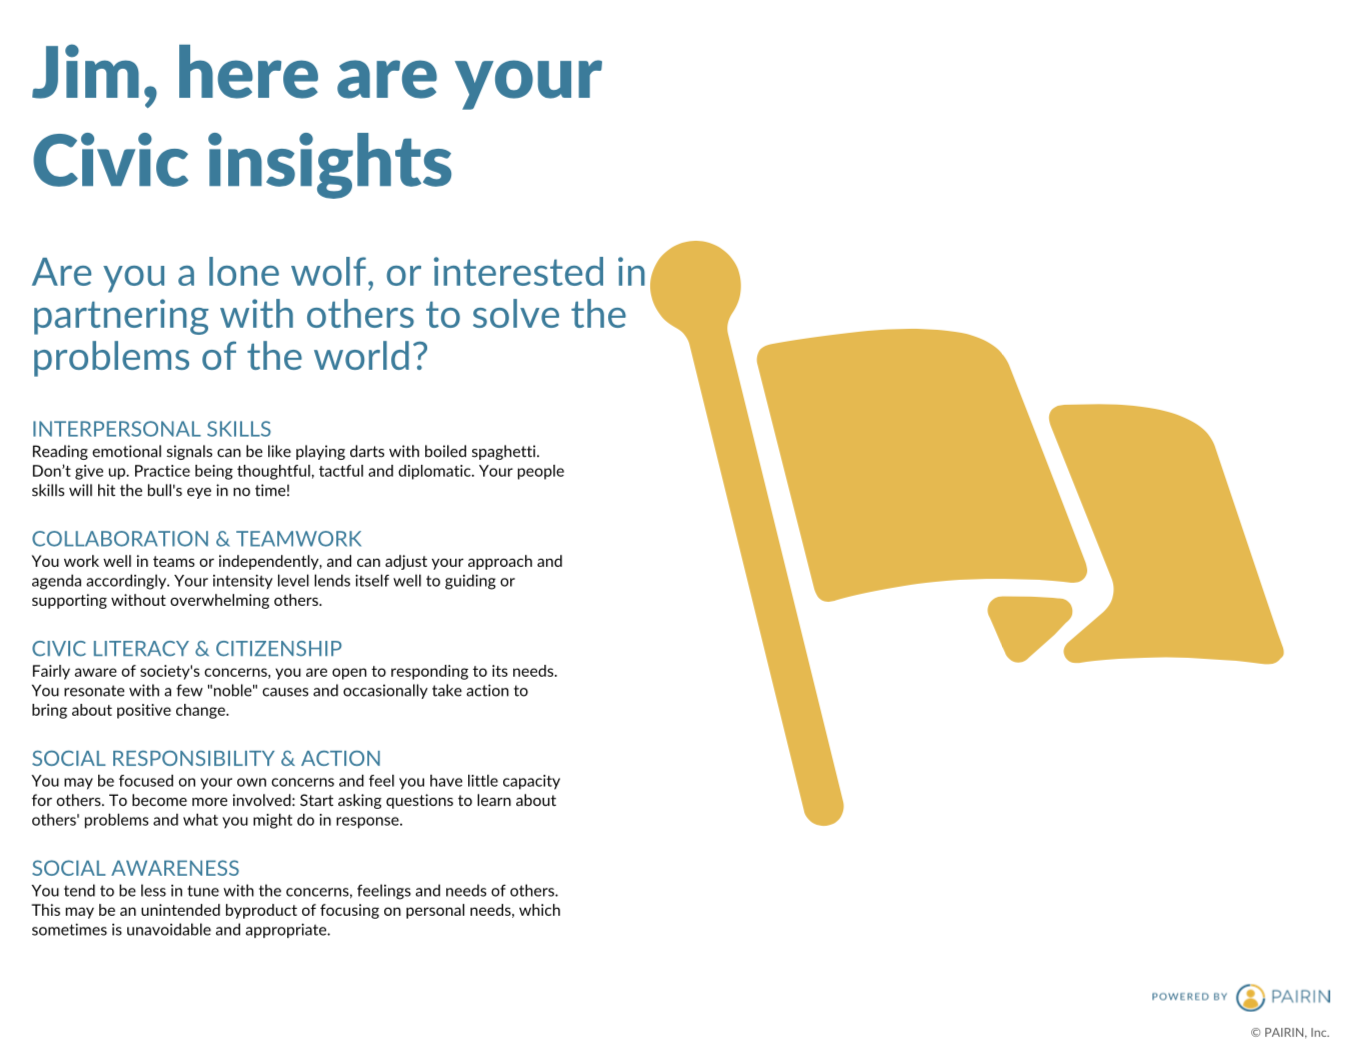 Jim, here are your
Civic insights
Are you a lone wolf, or interested in
partnering with others to solve the
problems of the world?
INTERPERSONAL SKILLS
Reading emotional signals can be like playing darts with boiled spaghetti.
Don’t give up. Practice being thoughtful, tactful and diplomatic. Your people
skills will hit the bull's eye in no time!
COLLABORATION & TEAMWORK
You work well in teams or independently, and can adjust your approach and
agenda accordingly. Your intensity level lends itself well to guiding or
supporting without overwhelming others.
CIVIC LITERACY & CITIZENSHIP
Fairly aware of society's concerns, you are open to responding to its needs.
You resonate with a few "noble" causes and occasionally take action to
bring about positive change.
SOCIAL RESPONSIBILITY & ACTION
You may be focused on your own concerns and feel you have little capacity
for others. To become more involved: Start asking questions to learn about
others' problems and what you might do in response.
SOCIAL AWARENESS
You tend to be less in tune with the concerns, feelings and needs of others.
This may be an unintended byproduct of focusing on personal needs, which
sometimes is unavoidable and appropriate.
POWERED BY PAIRIN
© PAIRIN, Inc.